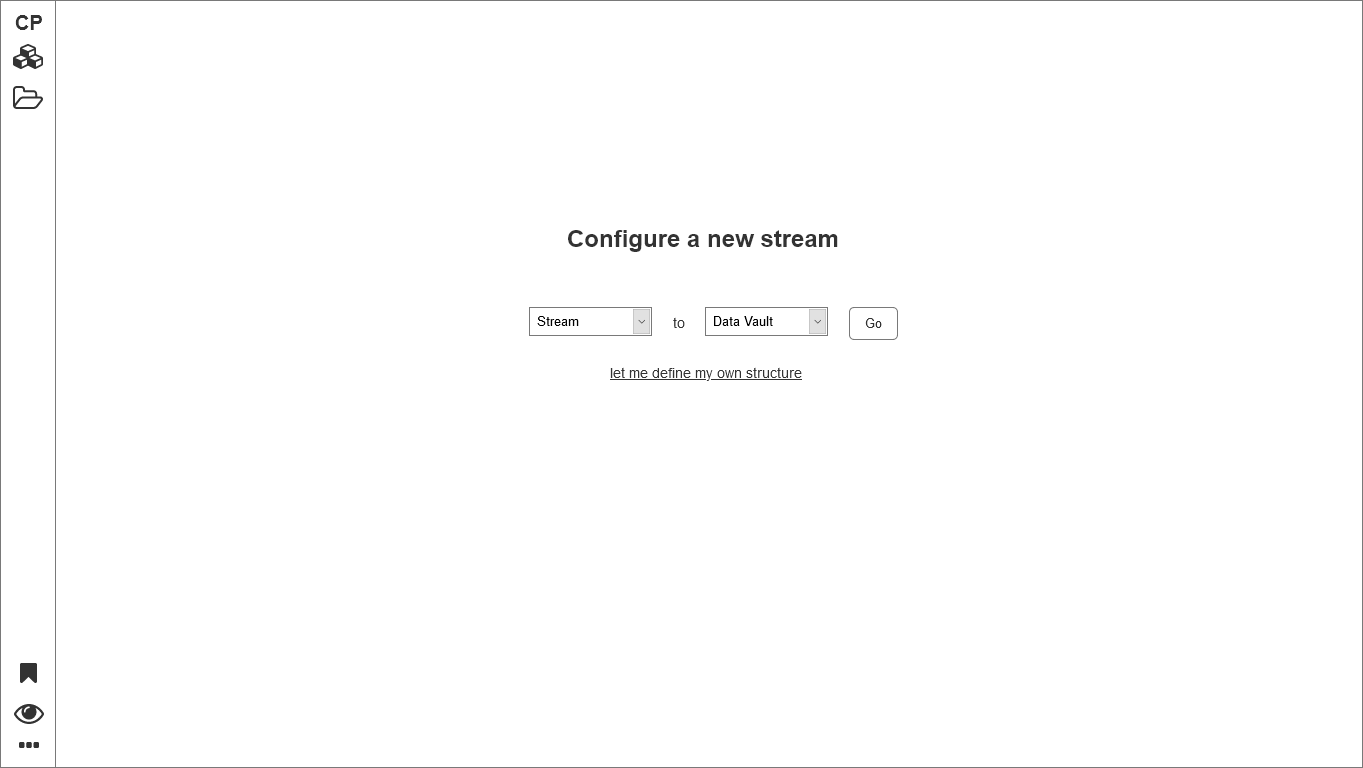 CP
Configure a new stream
Stream to Data Vault Go
let me define my own structure